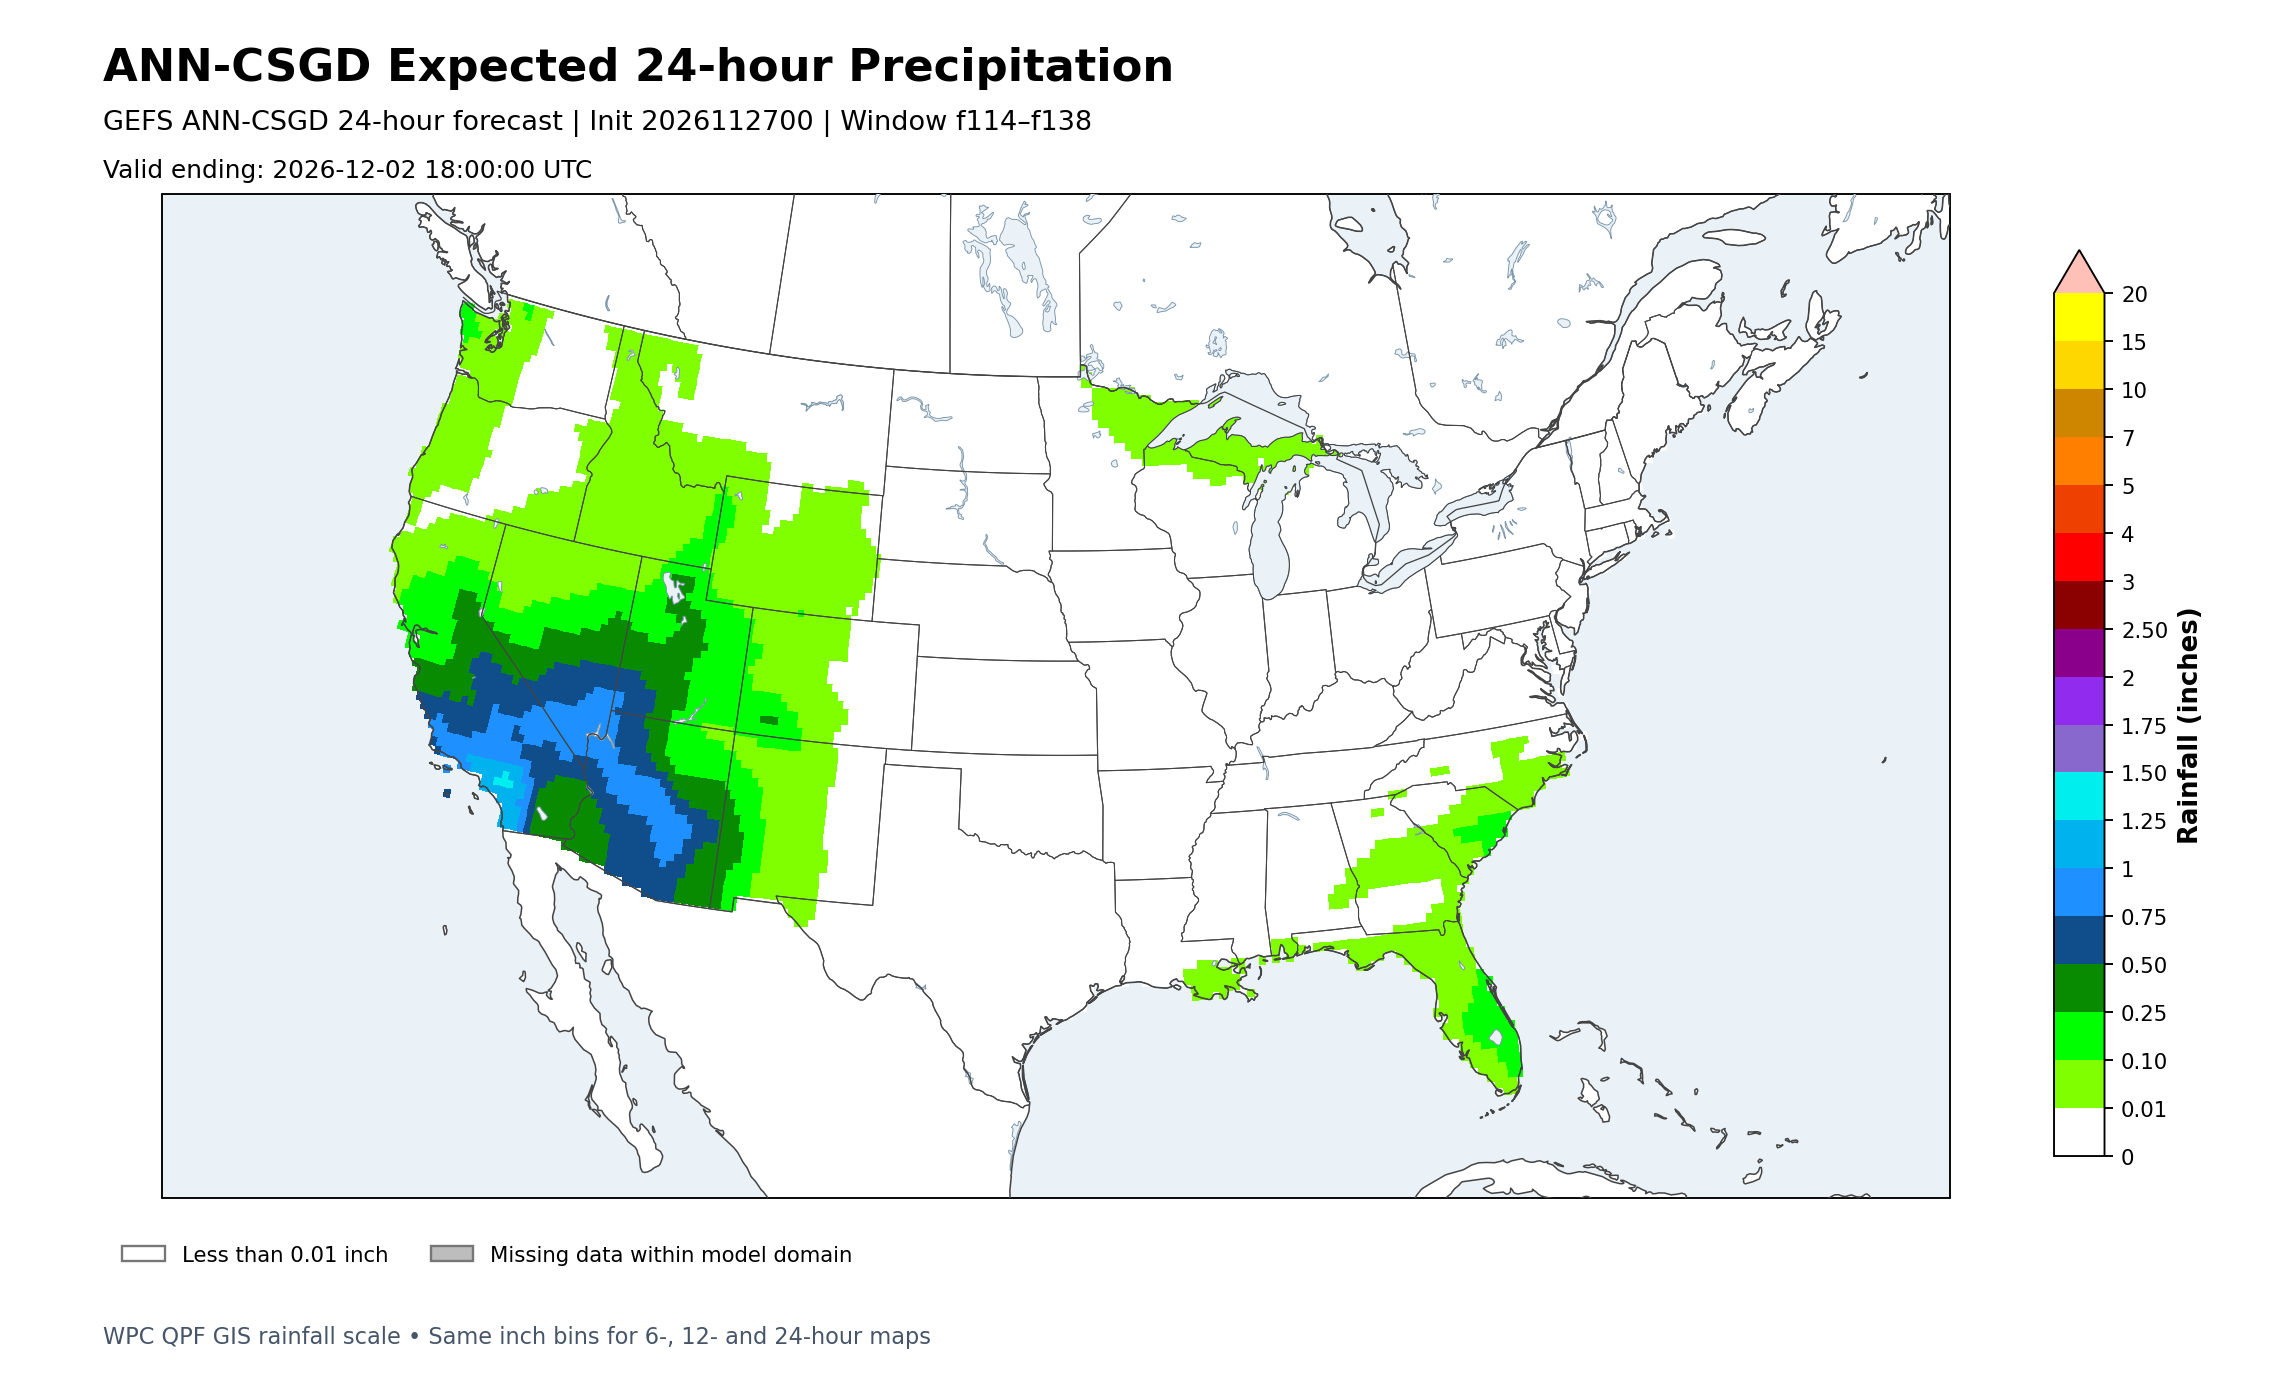 ANN-CSGD Expected 24-hour Precipitation
GEFS ANN-CSGD 24-hour forecast | Init 2026112700 | Window f114–f138
Valid ending: 2026-12-02 18:00:00 UTC
20
15
10
7
5
4
3
2.50
2
1.75
1.50
1.25
1
0.75
0.50
0.25
0.10
0.01
0
Rainfall (inches)
Less than 0.01 inch
Missing data within model domain
WPC QPF GIS rainfall scale • Same inch bins for 6-, 12- and 24-hour maps